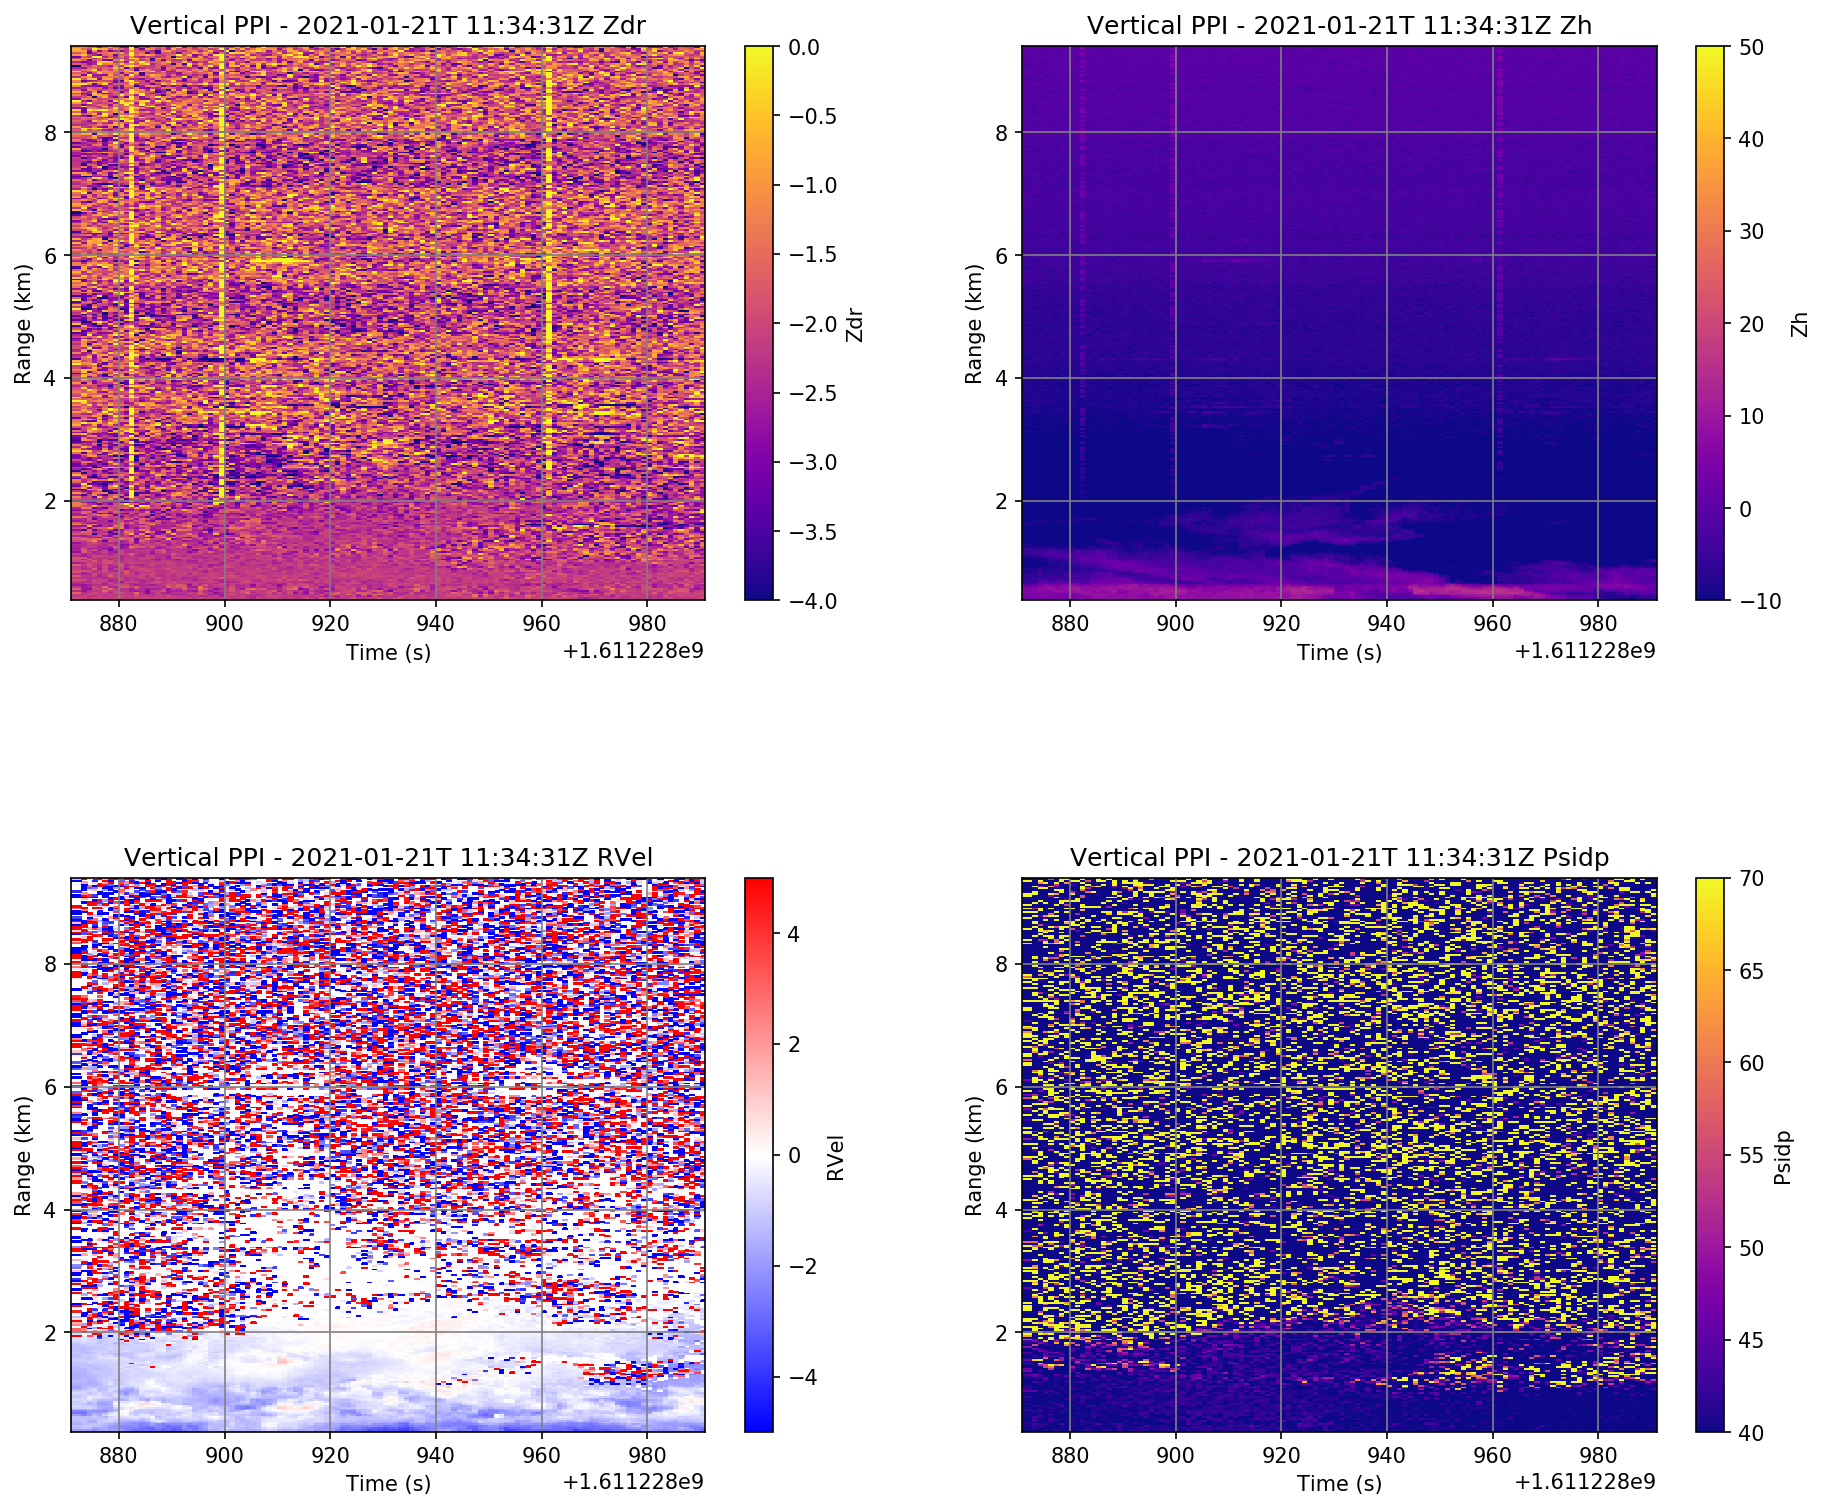 Vertical PPI - 2021-01-21T 11:34:31Z Zdr
Range (km)
8
6
4
2
880 900 920 940 960 980
Time (s)
+1.611228e9
0.0
−0.5
−1.0
−1.5
−2.0
−2.5
−3.0
−3.5
−4.0
Zdr
Vertical PPI - 2021-01-21T 11:34:31Z Zh
Range (km)
8
6
4
2
880 900 920 940 960 980
Time (s)
+1.611228e9
50
40
30
20
10
0
−10
Zh
Vertical PPI - 2021-01-21T 11:34:31Z RVel
Range (km)
8
6
4
2
880 900 920 940 960 980
Time (s)
+1.611228e9
4
2
0
−2
−4
RVel
Vertical PPI - 2021-01-21T 11:34:31Z Psidp
Range (km)
8
6
4
2
880 900 920 940 960 980
Time (s)
+1.611228e9
70
65
60
55
50
45
40
Psidp